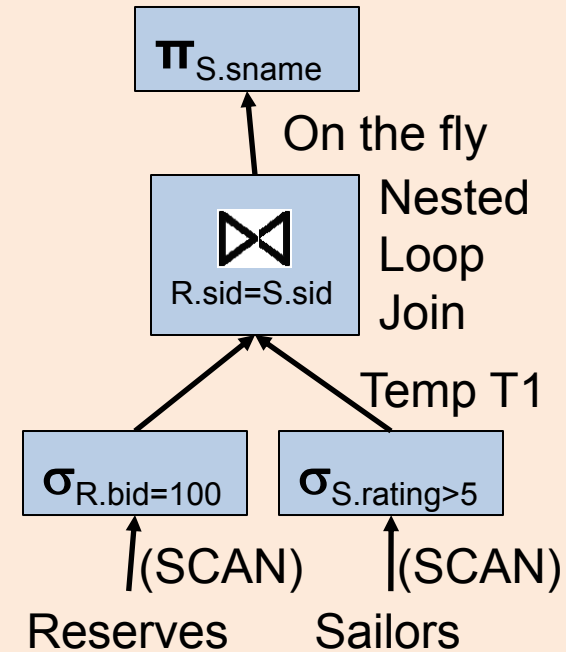 πS.sname
On the fly
Nested
Loop
Join
R.sid=S.sid
Temp T1
σR.bid=100
σS.rating>5
(SCAN)
(SCAN)
Reserves
Sailors